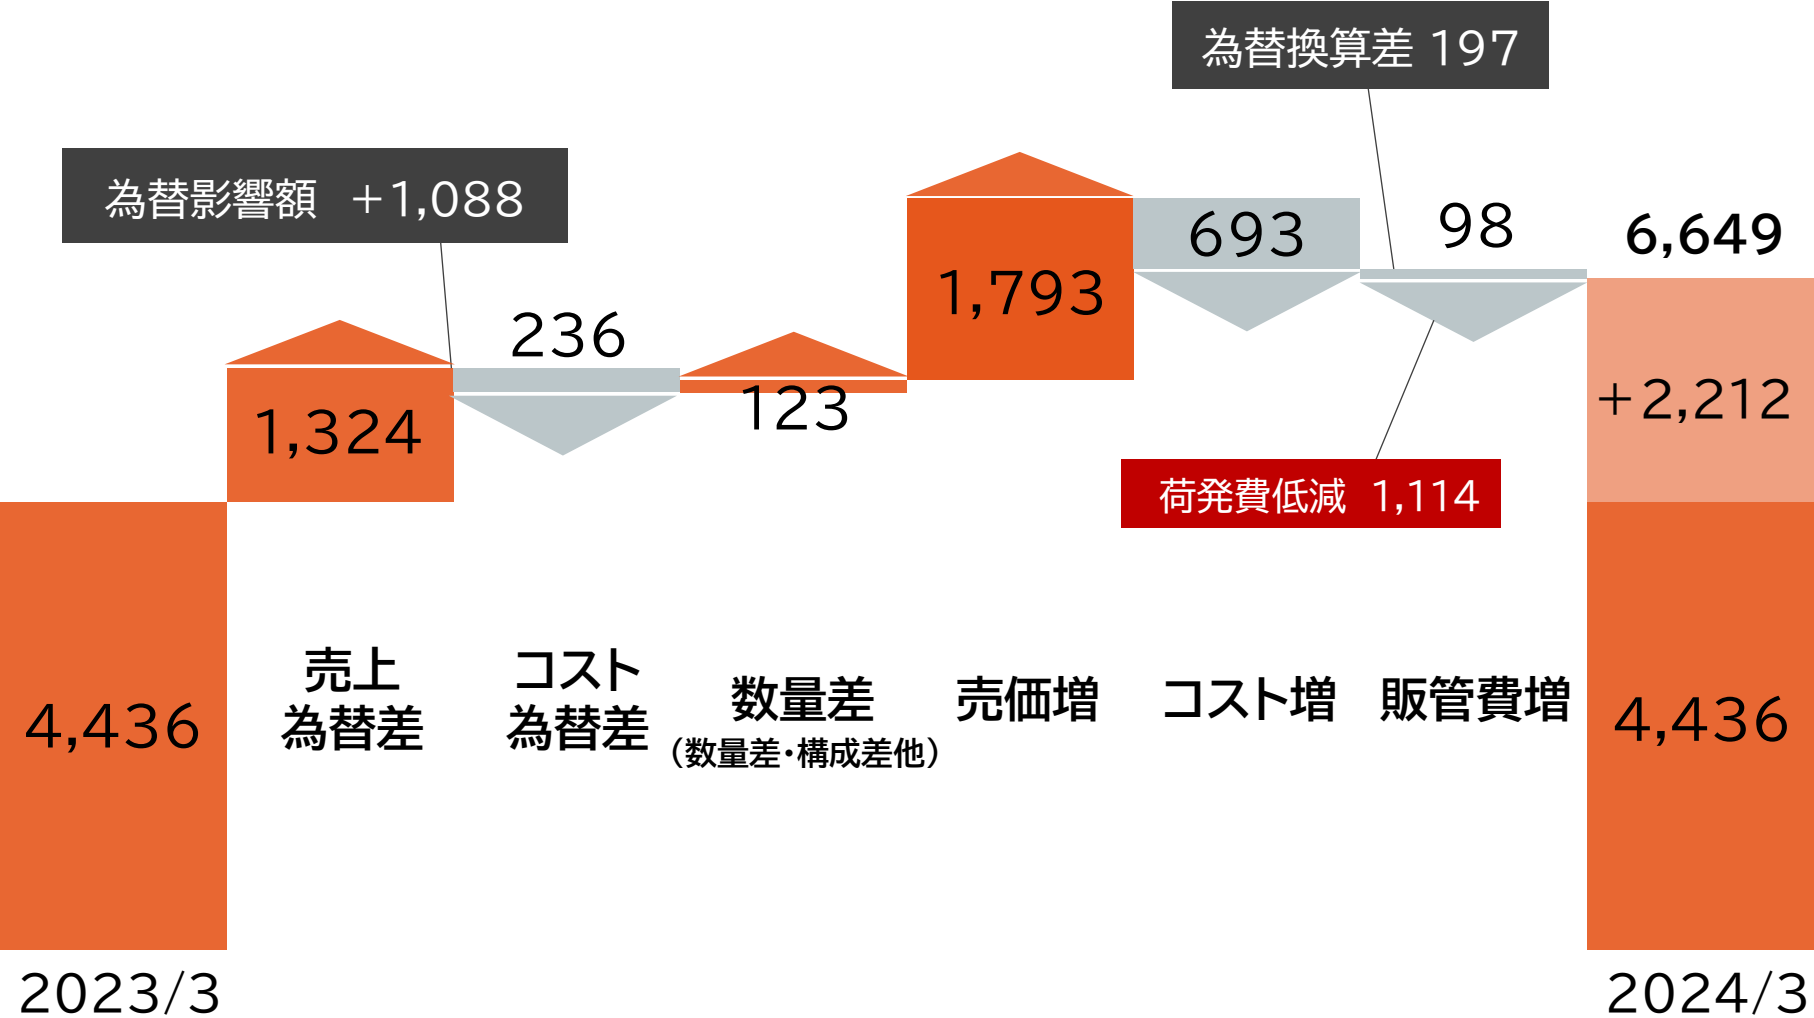 為替換算差 197
為替影響額 +1,088
1,324
236
123
1,793
693
98
6,649
+2,212
荷発費低減 1,114
4,436
売上
為替差
コスト
為替差
数量差
（数量差・構成差他）
売価増
コスト増
販管費増
4,436
2023/3
2024/3